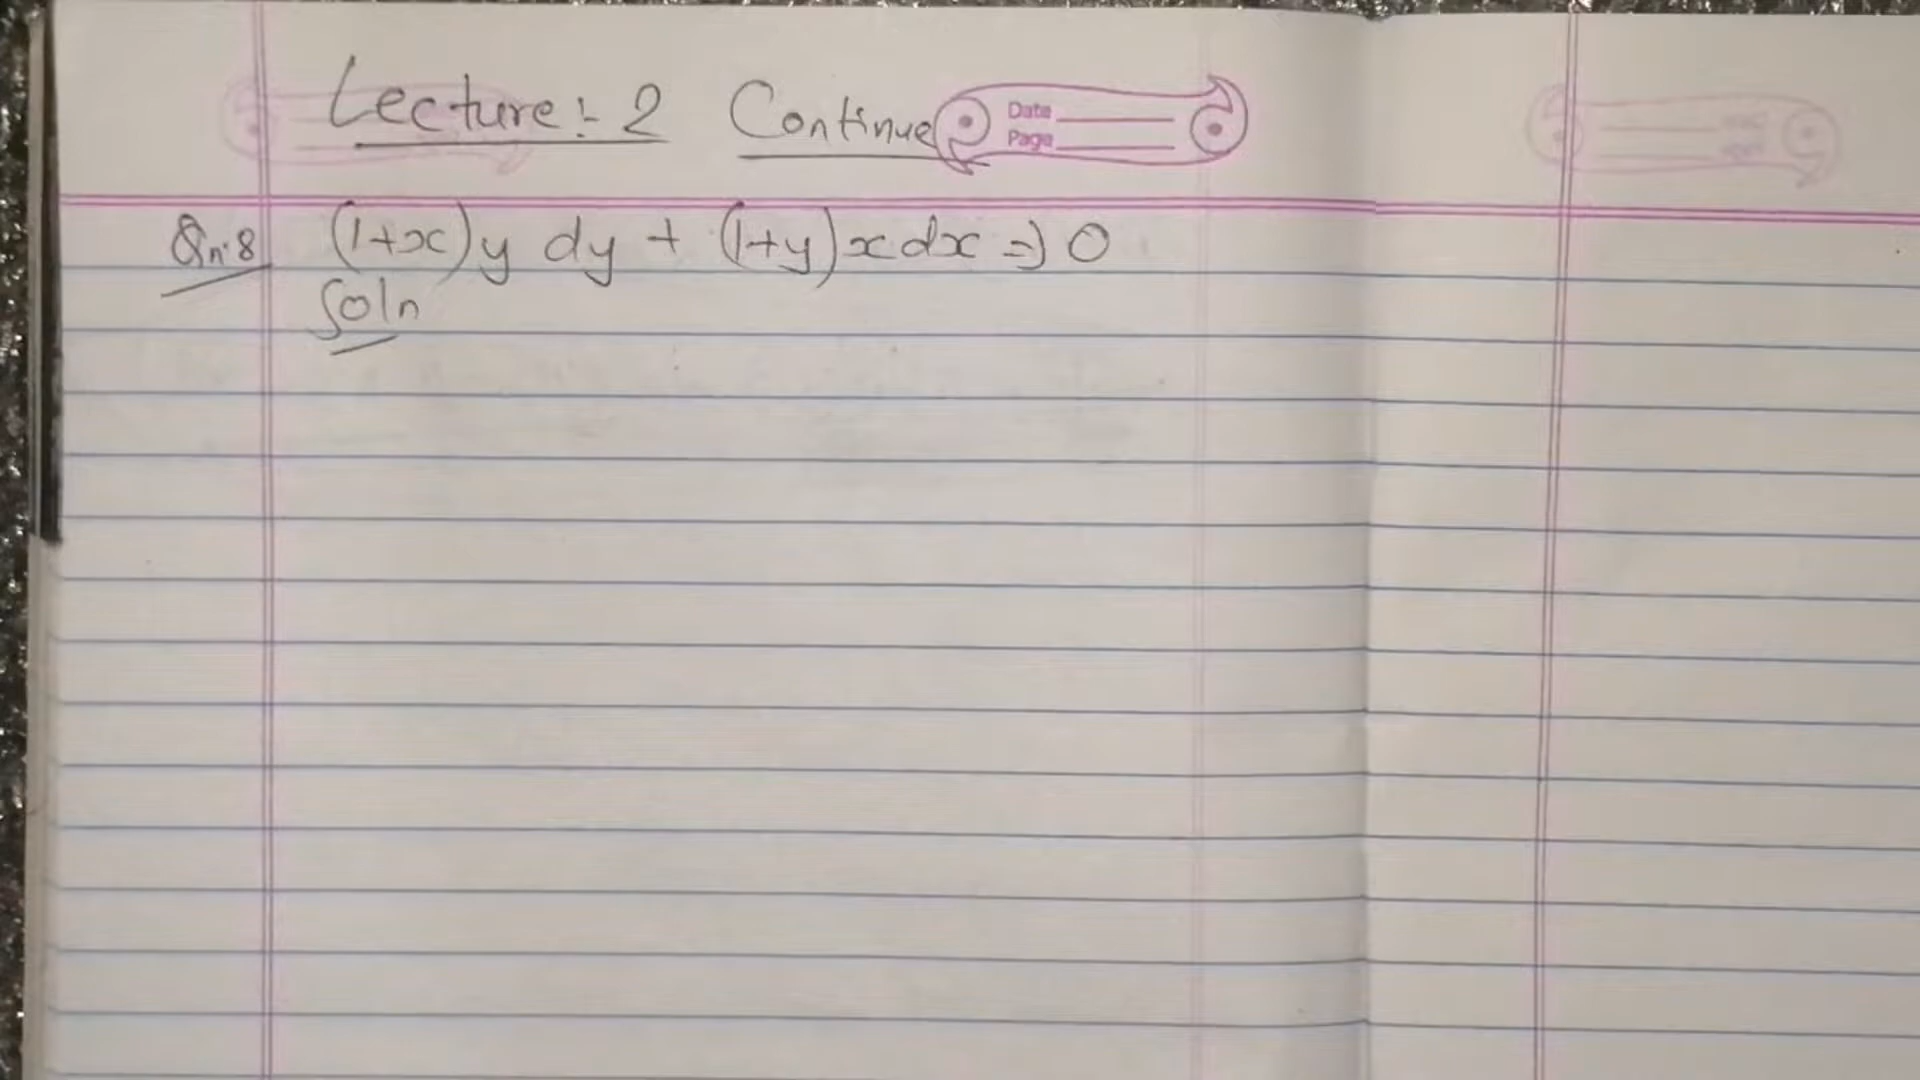 Lecture:- 2 Continue
Date
Page
Qn.8 (1+x)y dy + (1+y)x dx => 0
Soln